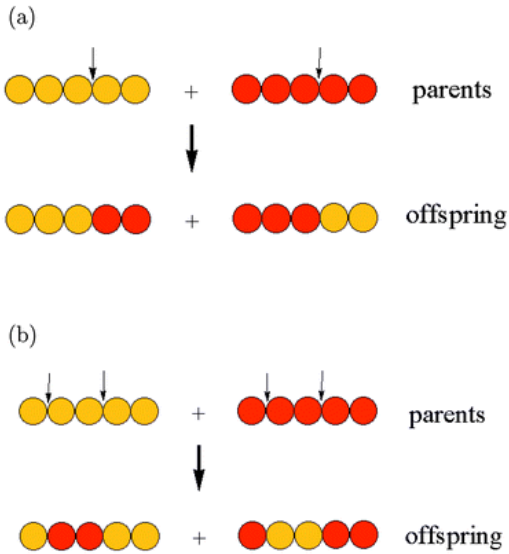 (a)
+ parents
+ offspring
(b)
+ parents
+ offspring